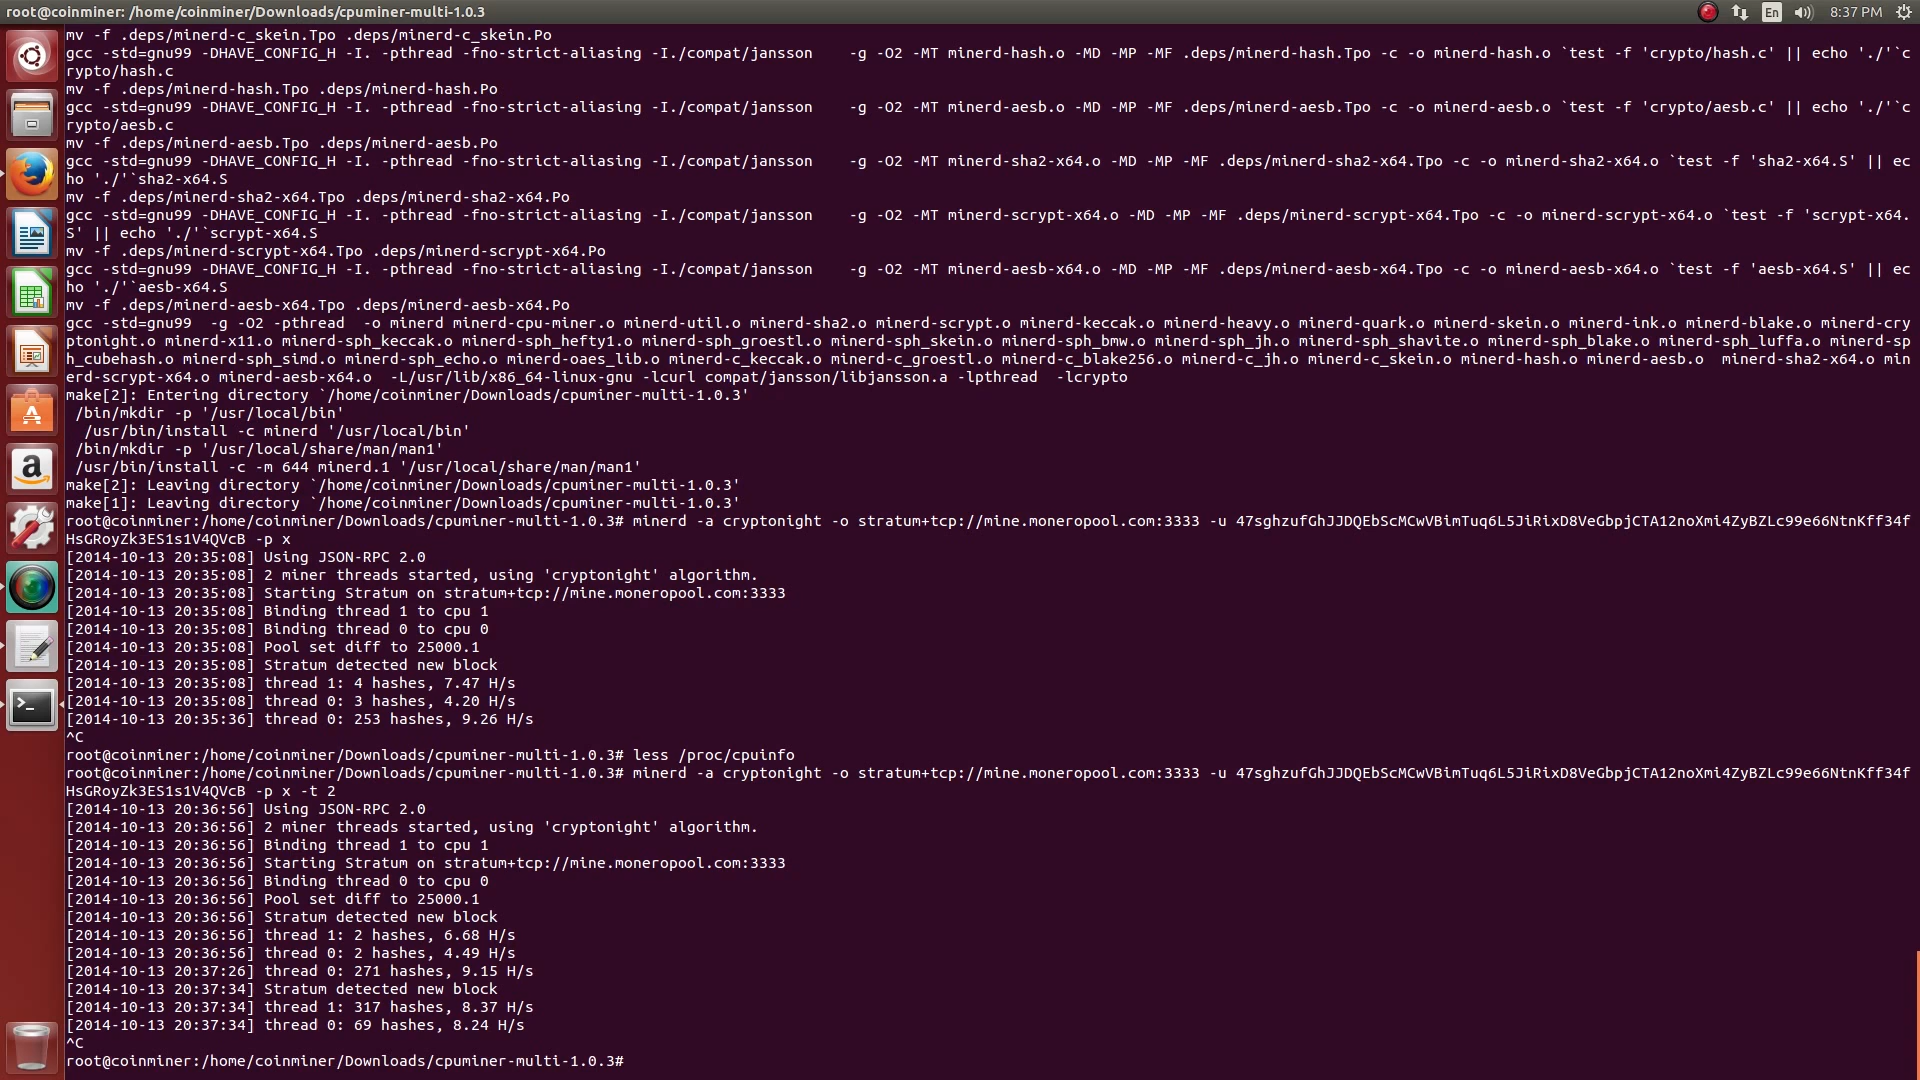 root@coinminer: /home/coinminer/Downloads/cpuminer-multi-1.0.3
En
8:37 PM
mv -f .deps/minerd-c_skein.Tpo .deps/minerd-c_skein.Po
gcc -std=gnu99 -DHAVE_CONFIG_H -I. -pthread -fno-strict-aliasing -I./compat/jansson    -g -O2 -MT minerd-hash.o -MD -MP -MF .deps/minerd-hash.Tpo -c -o minerd-hash.o `test -f 'crypto/hash.c' || echo './'`c
rypto/hash.c
mv -f .deps/minerd-hash.Tpo .deps/minerd-hash.Po
gcc -std=gnu99 -DHAVE_CONFIG_H -I. -pthread -fno-strict-aliasing -I./compat/jansson    -g -O2 -MT minerd-aesb.o -MD -MP -MF .deps/minerd-aesb.Tpo -c -o minerd-aesb.o `test -f 'crypto/aesb.c' || echo './'`c
rypto/aesb.c
mv -f .deps/minerd-aesb.Tpo .deps/minerd-aesb.Po
gcc -std=gnu99 -DHAVE_CONFIG_H -I. -pthread -fno-strict-aliasing -I./compat/jansson    -g -O2 -MT minerd-sha2-x64.o -MD -MP -MF .deps/minerd-sha2-x64.Tpo -c -o minerd-sha2-x64.o `test -f 'sha2-x64.S' || ec
ho './'`sha2-x64.S
mv -f .deps/minerd-sha2-x64.Tpo .deps/minerd-sha2-x64.Po
gcc -std=gnu99 -DHAVE_CONFIG_H -I. -pthread -fno-strict-aliasing -I./compat/jansson    -g -O2 -MT minerd-scrypt-x64.o -MD -MP -MF .deps/minerd-scrypt-x64.Tpo -c -o minerd-scrypt-x64.o `test -f 'scrypt-x64.
S' || echo './'`scrypt-x64.S
mv -f .deps/minerd-scrypt-x64.Tpo .deps/minerd-scrypt-x64.Po
gcc -std=gnu99 -DHAVE_CONFIG_H -I. -pthread -fno-strict-aliasing -I./compat/jansson    -g -O2 -MT minerd-aesb-x64.o -MD -MP -MF .deps/minerd-aesb-x64.Tpo -c -o minerd-aesb-x64.o `test -f 'aesb-x64.S' || ec
ho './'`aesb-x64.S
mv -f .deps/minerd-aesb-x64.Tpo .deps/minerd-aesb-x64.Po
gcc -std=gnu99  -g -O2 -pthread  -o minerd minerd-cpu-miner.o minerd-util.o minerd-sha2.o minerd-scrypt.o minerd-keccak.o minerd-heavy.o minerd-quark.o minerd-skein.o minerd-ink.o minerd-blake.o minerd-cry
ptonight.o minerd-x11.o minerd-sph_keccak.o minerd-sph_hefty1.o minerd-sph_groestl.o minerd-sph_skein.o minerd-sph_bmw.o minerd-sph_jh.o minerd-sph_shavite.o minerd-sph_blake.o minerd-sph_luffa.o minerd-sp
h_cubehash.o minerd-sph_simd.o minerd-sph_echo.o minerd-oaes_lib.o minerd-c_keccak.o minerd-c_groestl.o minerd-c_blake256.o minerd-c_jh.o minerd-c_skein.o minerd-hash.o minerd-aesb.o  minerd-sha2-x64.o min
erd-scrypt-x64.o minerd-aesb-x64.o  -L/usr/lib/x86_64-linux-gnu -lcurl compat/jansson/libjansson.a -lpthread  -lcrypto
make[2]: Entering directory `/home/coinminer/Downloads/cpuminer-multi-1.0.3'
 /bin/mkdir -p '/usr/local/bin'
  /usr/bin/install -c minerd '/usr/local/bin'
 /bin/mkdir -p '/usr/local/share/man/man1'
 /usr/bin/install -c -m 644 minerd.1 '/usr/local/share/man/man1'
make[2]: Leaving directory `/home/coinminer/Downloads/cpuminer-multi-1.0.3'
make[1]: Leaving directory `/home/coinminer/Downloads/cpuminer-multi-1.0.3'
root@coinminer:/home/coinminer/Downloads/cpuminer-multi-1.0.3# minerd -a cryptonight -o stratum+tcp://mine.moneropool.com:3333 -u 47sghzufGhJJDQEbScMCwVBimTuq6L5JiRixD8VeGbpjCTA12noXmi4ZyBZLc99e66NtnKff34f
HsGRoyZk3ES1s1V4QVcB -p x
[2014-10-13 20:35:08] Using JSON-RPC 2.0
[2014-10-13 20:35:08] 2 miner threads started, using 'cryptonight' algorithm.
[2014-10-13 20:35:08] Starting Stratum on stratum+tcp://mine.moneropool.com:3333
[2014-10-13 20:35:08] Binding thread 1 to cpu 1
[2014-10-13 20:35:08] Binding thread 0 to cpu 0
[2014-10-13 20:35:08] Pool set diff to 25000.1
[2014-10-13 20:35:08] Stratum detected new block
[2014-10-13 20:35:08] thread 1: 4 hashes, 7.47 H/s
[2014-10-13 20:35:08] thread 0: 3 hashes, 4.20 H/s
[2014-10-13 20:35:36] thread 0: 253 hashes, 9.26 H/s
^C
root@coinminer:/home/coinminer/Downloads/cpuminer-multi-1.0.3# less /proc/cpuinfo
root@coinminer:/home/coinminer/Downloads/cpuminer-multi-1.0.3# minerd -a cryptonight -o stratum+tcp://mine.moneropool.com:3333 -u 47sghzufGhJJDQEbScMCwVBimTuq6L5JiRixD8VeGbpjCTA12noXmi4ZyBZLc99e66NtnKff34f
HsGRoyZk3ES1s1V4QVcB -p x -t 2
[2014-10-13 20:36:56] Using JSON-RPC 2.0
[2014-10-13 20:36:56] 2 miner threads started, using 'cryptonight' algorithm.
[2014-10-13 20:36:56] Binding thread 1 to cpu 1
[2014-10-13 20:36:56] Starting Stratum on stratum+tcp://mine.moneropool.com:3333
[2014-10-13 20:36:56] Binding thread 0 to cpu 0
[2014-10-13 20:36:56] Pool set diff to 25000.1
[2014-10-13 20:36:56] Stratum detected new block
[2014-10-13 20:36:56] thread 1: 2 hashes, 6.68 H/s
[2014-10-13 20:36:56] thread 0: 2 hashes, 4.49 H/s
[2014-10-13 20:37:26] thread 0: 271 hashes, 9.15 H/s
[2014-10-13 20:37:34] Stratum detected new block
[2014-10-13 20:37:34] thread 1: 317 hashes, 8.37 H/s
[2014-10-13 20:37:34] thread 0: 69 hashes, 8.24 H/s
^C
root@coinminer:/home/coinminer/Downloads/cpuminer-multi-1.0.3#